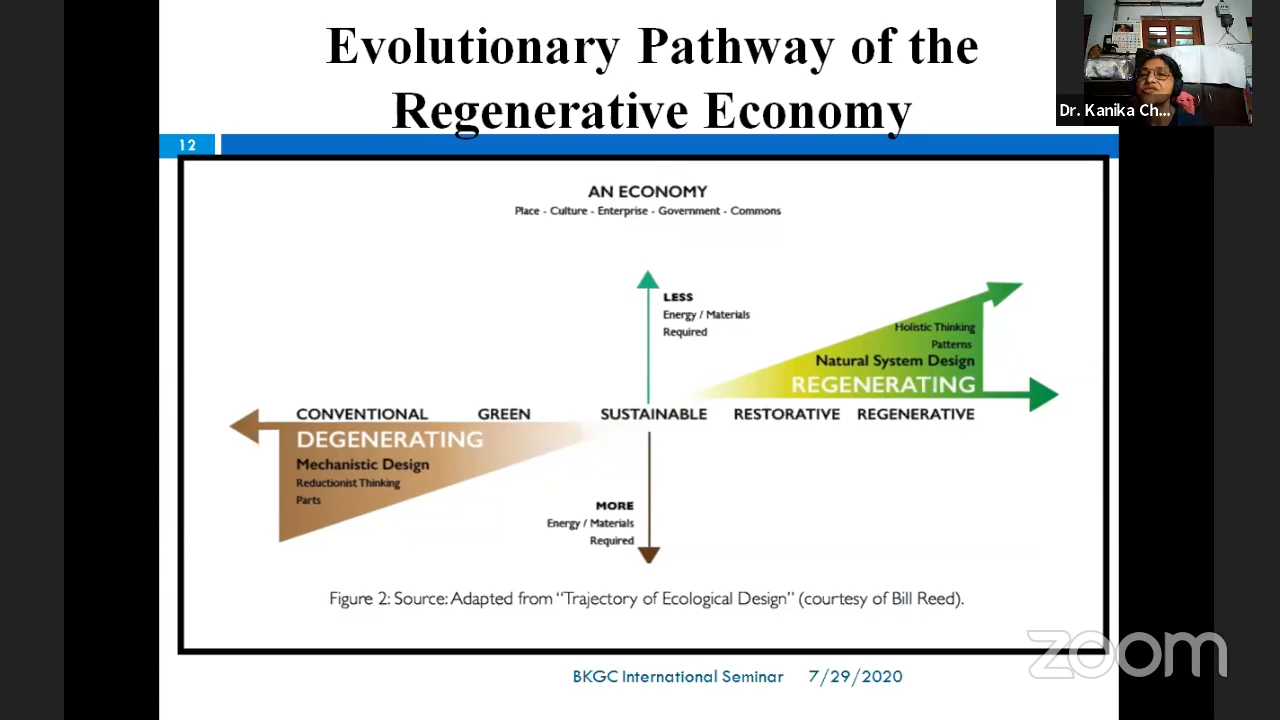 Evolutionary Pathway of the
Regenerative Economy
Dr. Kanika Ch...
12
AN ECONOMY
Place - Culture - Enterprise - Government - Commons
LESS
Energy / Materials
Required
Holistic Thinking
Patterns
Natural System Design
REGENERATING
CONVENTIONAL GREEN SUSTAINABLE RESTORATIVE REGENERATIVE
DEGENERATING
Mechanistic Design
Reductionist Thinking
Parts
MORE
Energy / Materials
Required
Figure 2: Source: Adapted from "Trajectory of Ecological Design" (courtesy of Bill Reed).
zoom
BKGC International Seminar 7/29/2020